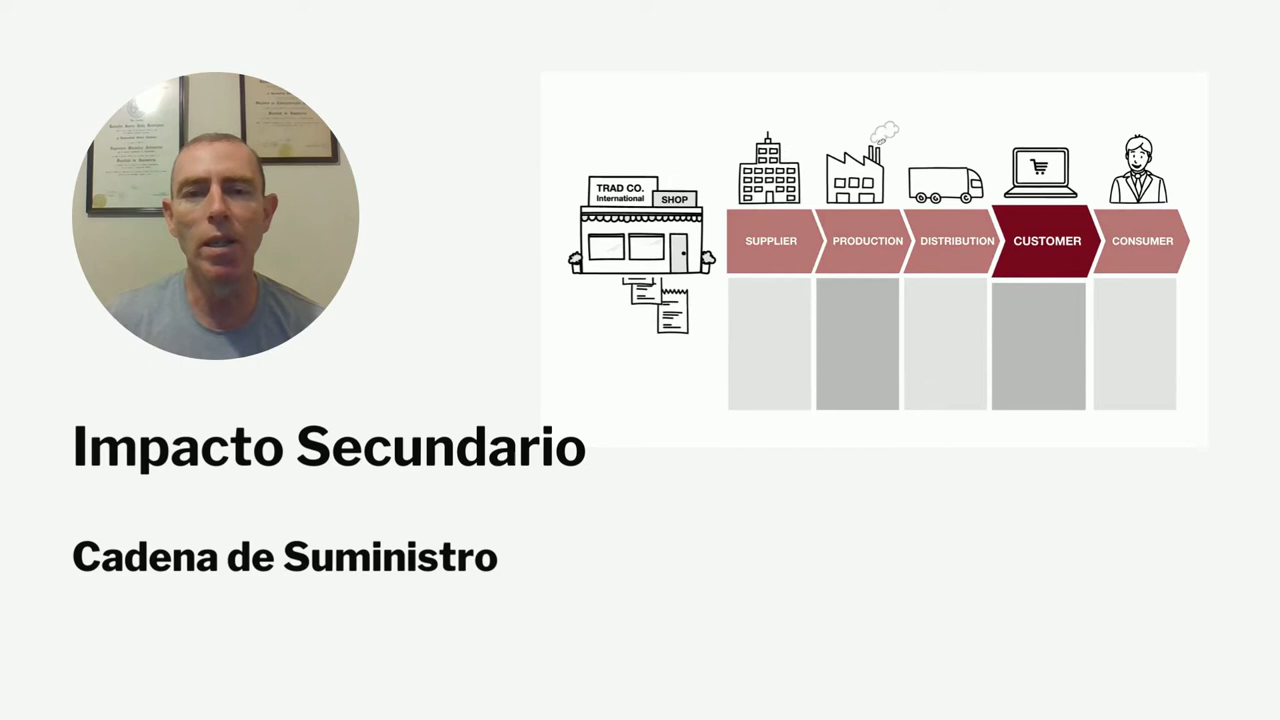 TRAD CO.
International
SHOP
SUPPLIER
PRODUCTION
DISTRIBUTION
CUSTOMER
CONSUMER
Impacto Secundario
Cadena de Suministro